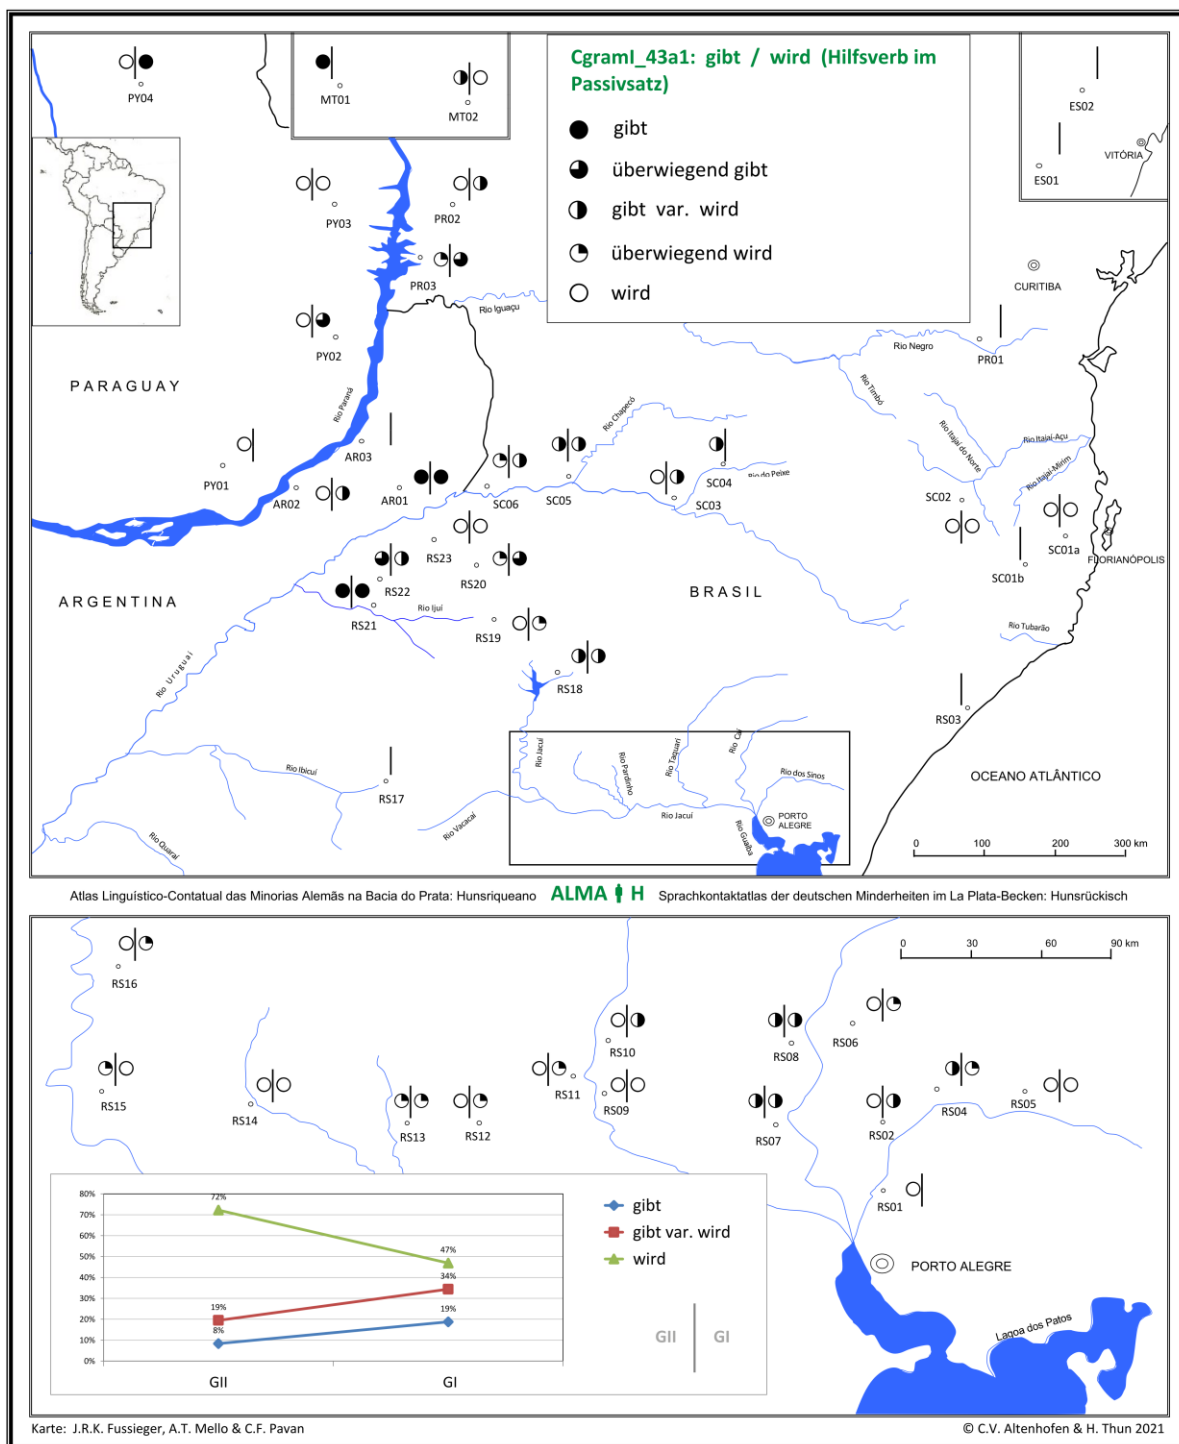 CgramI_43a1: gibt / wird (Hilfsverb im
Passivsatz)
gibt
überwiegend gibt
gibt var. wird
überwiegend wird
wird
PY04
MT01
MT02
ES02
VITÓRIA
ES01
PY03
PR02
PR03
CURITIBA
Rio Iguaçu
PY02
Rio Negro
PR01
PARAGUAY
Rio Paraná
Rio Timbó
Rio Chapecó
Rio Itajaí do Norte
Rio Itajaí-Açu
Rio Itajaí-Mirim
AR03
PY01
AR02
AR01
SC06
SC05
SC04
Rio do Peixe
SC03
SC02
SC01a
FLORIANÓPOLIS
SC01b
RS23
RS20
RS22
ARGENTINA
BRASIL
RS21
Rio Ijuí
RS19
Rio Tubarão
Rio Uruguai
RS18
RS03
Rio Jacuí
Rio Pardinho
Rio Taquari
Rio Caí
Rio dos Sinos
Rio Ibicuí
RS17
OCEANO ATLÂNTICO
Rio Vacacaí
Rio Jacuí
Rio Guaíba
PORTO
ALEGRE
Rio Quaraí
0 100 200 300 km
Atlas Linguístico-Contatual das Minorias Alemãs na Bacia do Prata: Hunsriqueano ALMA H Sprachkontaktatlas der deutschen Minderheiten im La Plata-Becken: Hunsrückisch
0 30 60 90 km
RS16
RS10
RS08
RS06
RS15
RS14
RS11
RS09
RS04
RS05
RS13
RS12
RS07
RS02
RS01
PORTO ALEGRE
Lagoa dos Patos
80%
70%
60%
50%
40%
30%
20%
10%
0%
72%
47%
34%
19%
19%
8%
GII
GI
gibt
gibt var. wird
wird
GII GI
Karte: J.R.K. Fussieger, A.T. Mello & C.F. Pavan
© C.V. Altenhofen & H. Thun 2021